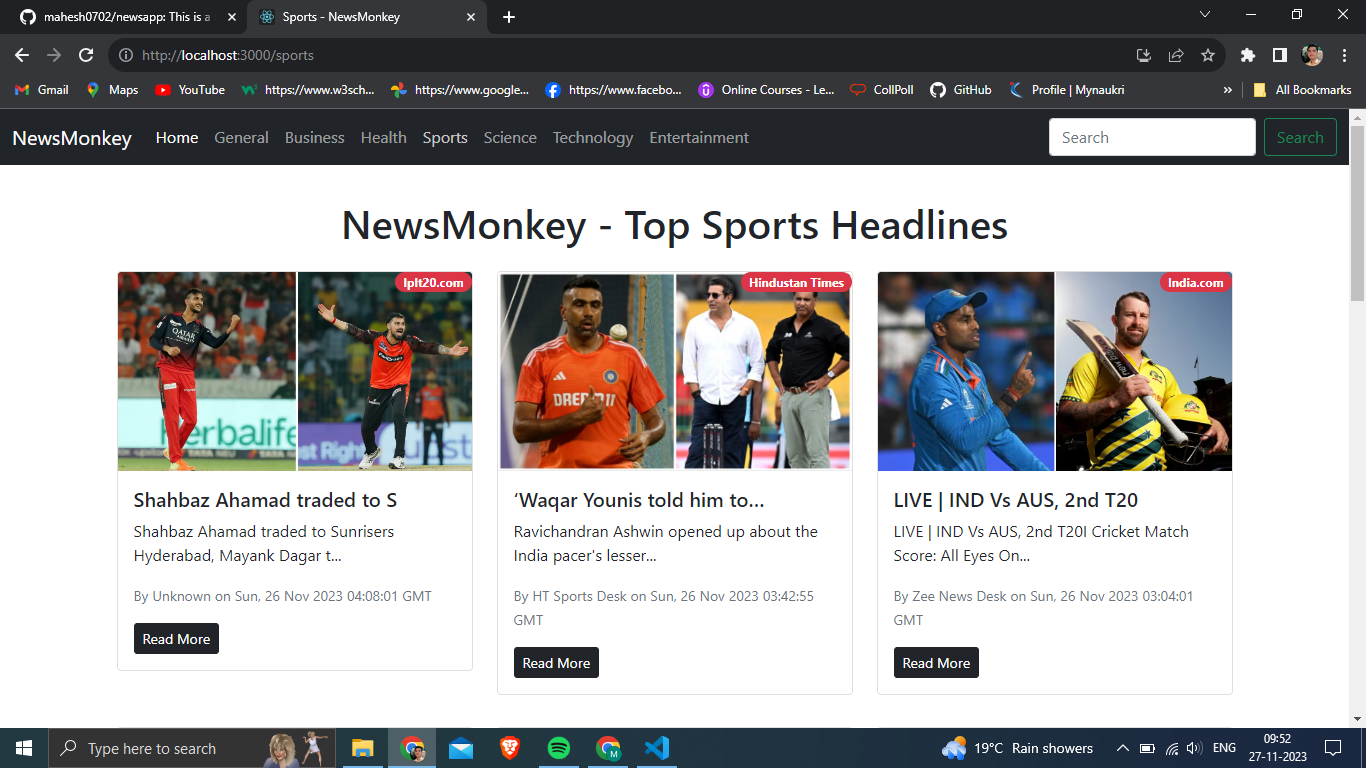 mahesh0702/newsapp: This is a
Sports - NewsMonkey
http://localhost:3000/sports
Gmail
Maps
YouTube
https://www.w3sch...
https://www.google...
https://www.facebo...
Online Courses - Le...
CollPoll
GitHub
Profile | Mynaukri
»
All Bookmarks
NewsMonkey
Home
General
Business
Health
Sports
Science
Technology
Entertainment
Search
Search
NewsMonkey - Top Sports Headlines
Iplt20.com
QATAR
Herbalife
Shahbaz Ahamad traded to S
Shahbaz Ahamad traded to Sunrisers
Hyderabad, Mayank Dagar t...
By Unknown on Sun, 26 Nov 2023 04:08:01 GMT
Read More
Hindustan Times
DREAM11
‘Waqar Younis told him to...
Ravichandran Ashwin opened up about the
India pacer's lesser...
By HT Sports Desk on Sun, 26 Nov 2023 03:42:55
GMT
Read More
India.com
LIVE | IND Vs AUS, 2nd T20
LIVE | IND Vs AUS, 2nd T20I Cricket Match
Score: All Eyes On...
By Zee News Desk on Sun, 26 Nov 2023 03:04:01
GMT
Read More
Type here to search
19°C Rain showers
ENG
09:52
27-11-2023